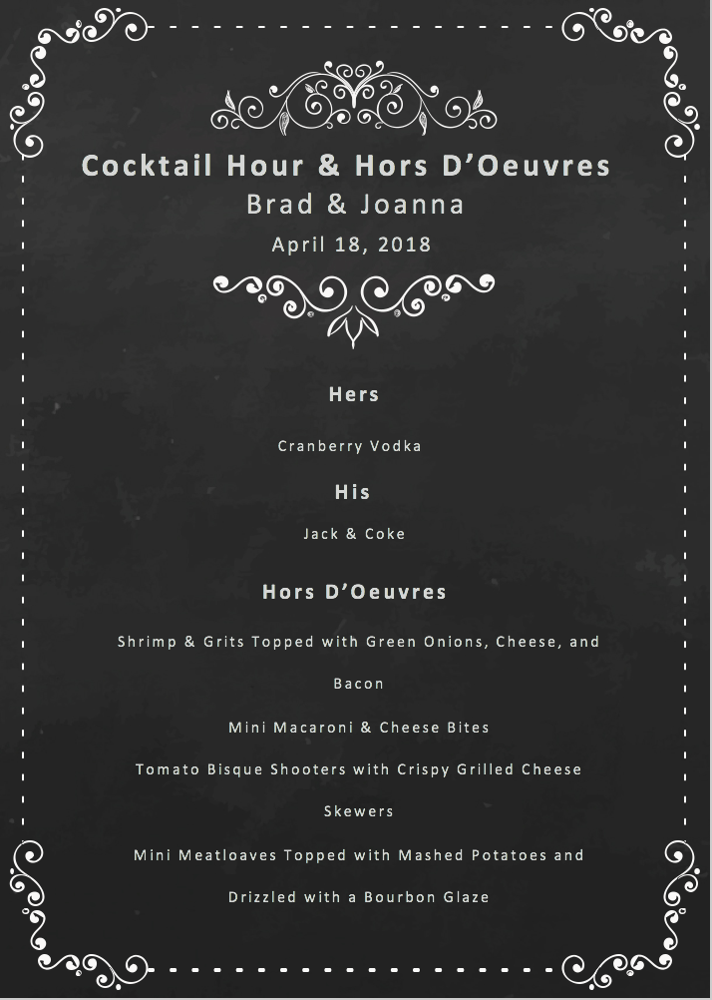 Cocktail Hour & Hors D’Oeuvres
Brad & Joanna
April 18, 2018
Hers
Cranberry Vodka
His
Jack & Coke
Hors D’Oeuvres
Shrimp & Grits Topped with Green Onions, Cheese, and
Bacon
Mini Macaroni & Cheese Bites
Tomato Bisque Shooters with Crispy Grilled Cheese
Skewers
Mini Meatloaves Topped with Mashed Potatoes and
Drizzled with a Bourbon Glaze